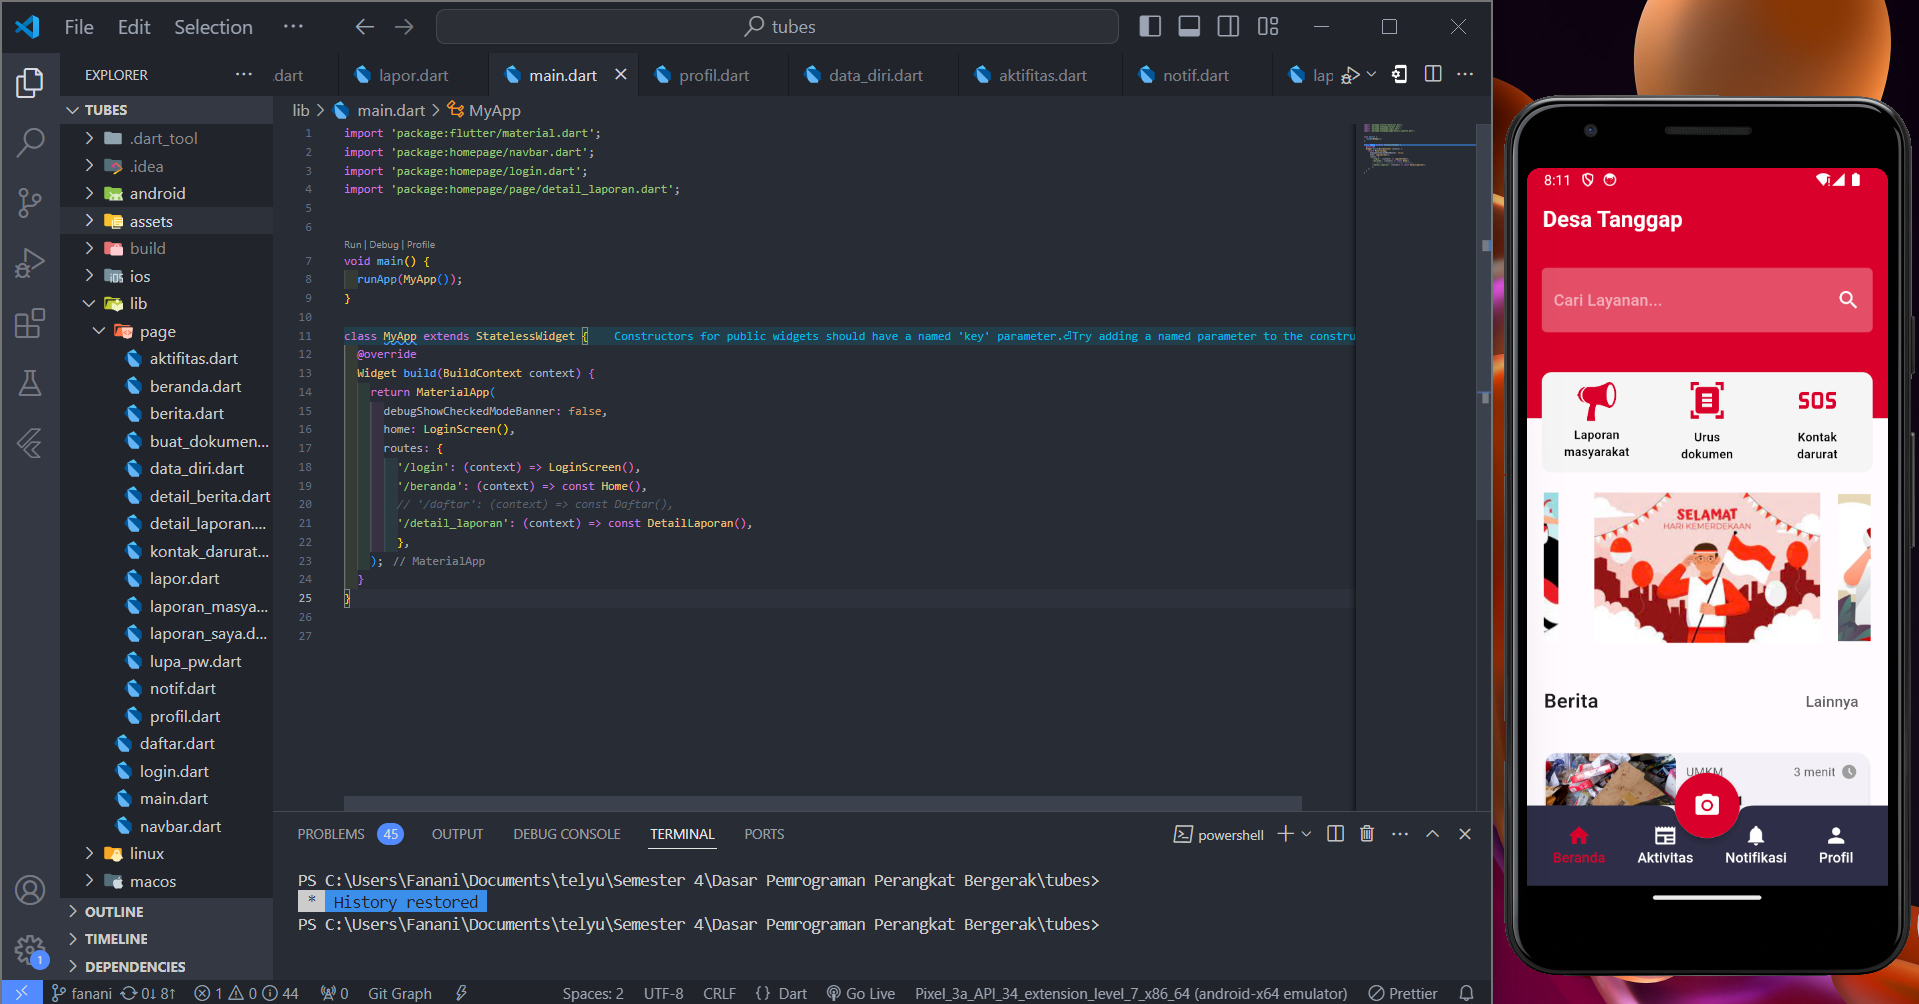 File Edit Selection ···
tubes
EXPLORER
.dart
lapor.dart
main.dart
profil.dart
data_diri.dart
aktifitas.dart
notif.dart
lap
TUBES
.dart_tool
.idea
android
assets
build
ios
lib
page
aktifitas.dart
beranda.dart
berita.dart
buat_dokumen...
data_diri.dart
detail_berita.dart
detail_laporan....
kontak_darurat...
lapor.dart
laporan_masya...
laporan_saya.d...
lupa_pw.dart
notif.dart
profil.dart
daftar.dart
login.dart
main.dart
navbar.dart
linux
macos
OUTLINE
TIMELINE
DEPENDENCIES
lib > main.dart > MyApp
1 import 'package:flutter/material.dart';
2 import 'package:homepage/navbar.dart';
3 import 'package:homepage/login.dart';
4 import 'package:homepage/page/detail_laporan.dart';
5
6
Run | Debug | Profile
7 void main() {
8 runApp(MyApp());
9 }
10
11 class MyApp extends StatelessWidget { Constructors for public widgets should have a named 'key' parameter.⏎Try adding a named parameter to the constru
12 @override
13 Widget build(BuildContext context) {
14 return MaterialApp(
15 debugShowCheckedModeBanner: false,
16 home: LoginScreen(),
17 routes: {
18 '/login': (context) => LoginScreen(),
19 '/beranda': (context) => const Home(),
20 // '/daftar': (context) => const Daftar(),
21 '/detail_laporan': (context) => const DetailLaporan(),
22 },
23 ); // MaterialApp
24 }
25 }
26
27
PROBLEMS 45 OUTPUT DEBUG CONSOLE TERMINAL PORTS
powershell
PS C:\Users\Fanani\Documents\telyu\Semester 4\Dasar Pemrograman Perangkat Bergerak\tubes>
* History restored
PS C:\Users\Fanani\Documents\telyu\Semester 4\Dasar Pemrograman Perangkat Bergerak\tubes>
1
fanani 0↓ 8↑ 1 0 44 0 Git Graph
Spaces: 2 UTF-8 CRLF {} Dart Go Live Pixel_3a_API_34_extension_level_7_x86_64 (android-x64 emulator) Prettier
8:11
Desa Tanggap
Cari Layanan...
Laporan masyarakat
Urus dokumen
SOS
Kontak darurat
SELAMAT
HARI KEMERDEKAAN
Berita
Lainnya
UMKM
3 menit
Beranda
Aktivitas
Notifikasi
Profil